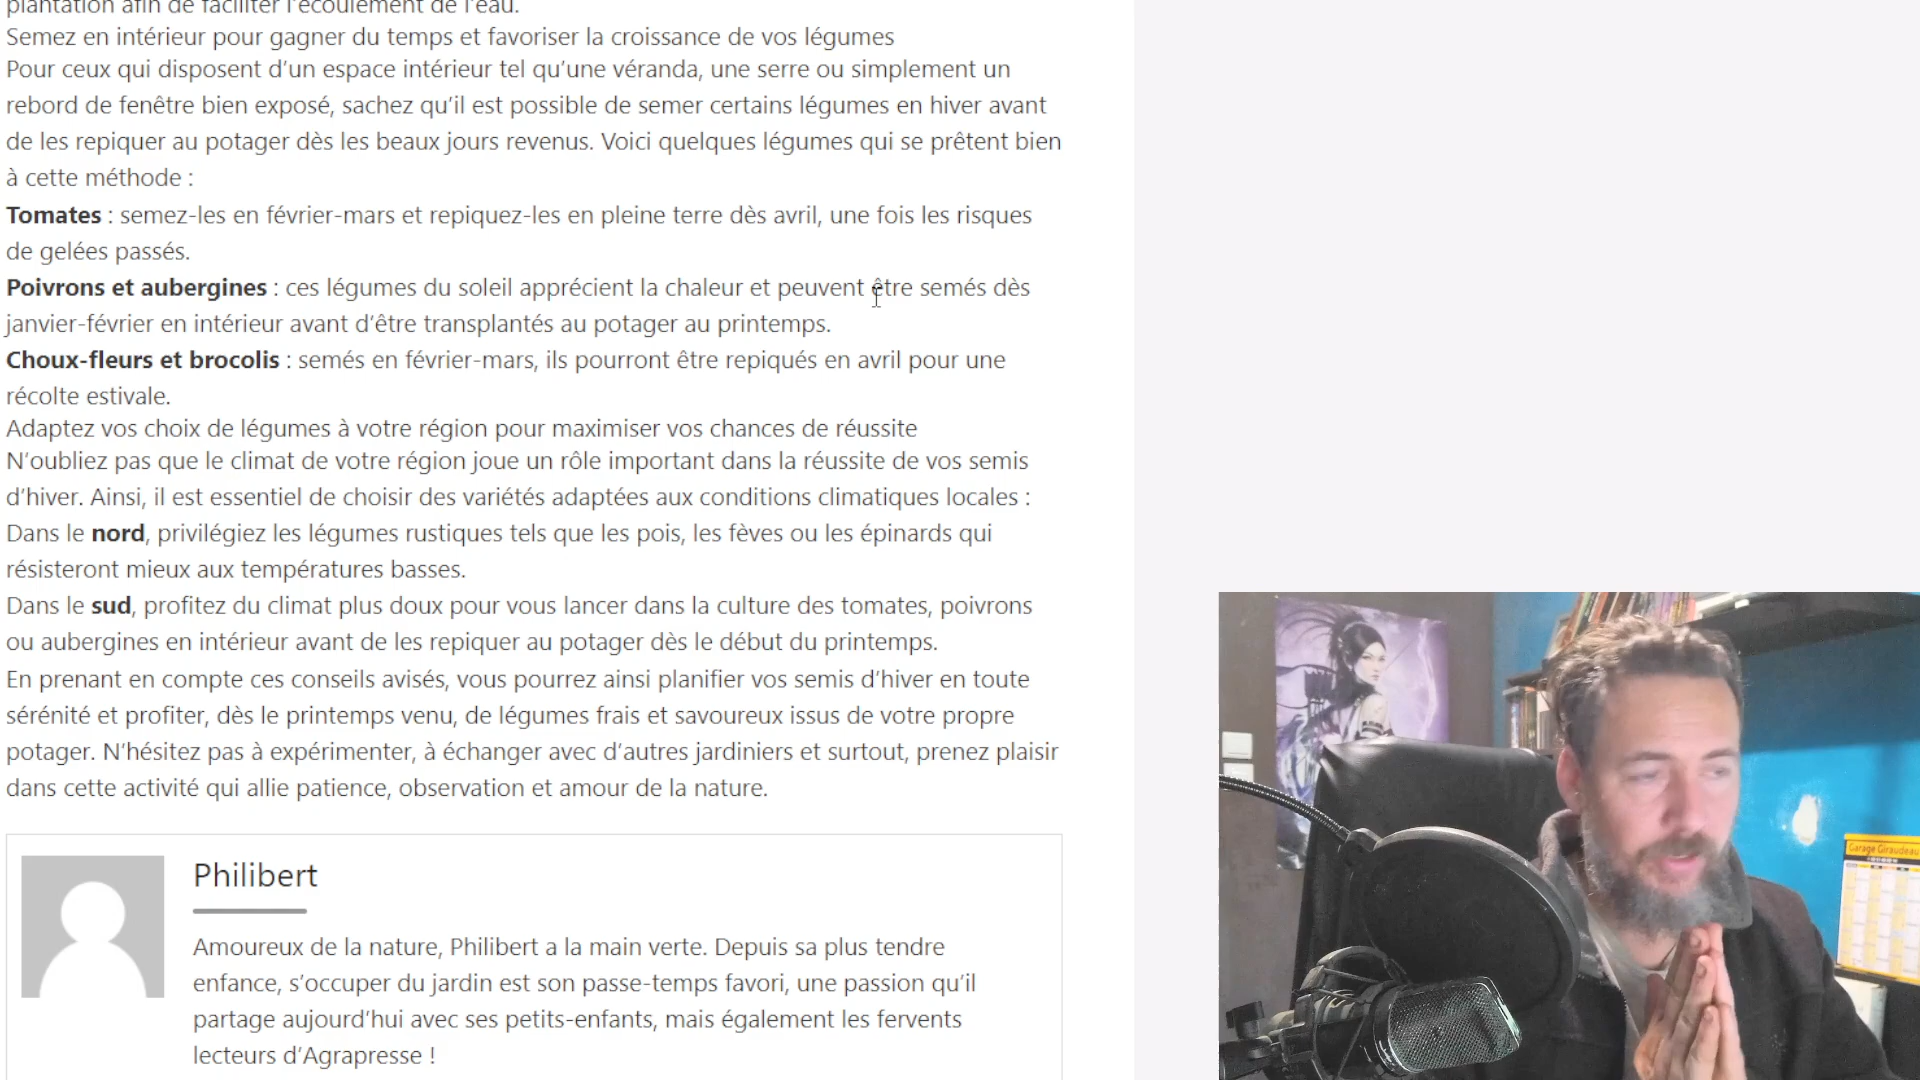 plantation afin de faciliter l'écoulement de l'eau.
Semez en intérieur pour gagner du temps et favoriser la croissance de vos légumes
Pour ceux qui disposent d'un espace intérieur tel qu'une véranda, une serre ou simplement un
rebord de fenêtre bien exposé, sachez qu'il est possible de semer certains légumes en hiver avant
de les repiquer au potager dès les beaux jours revenus. Voici quelques légumes qui se prêtent bien
à cette méthode :
Tomates : semez-les en février-mars et repiquez-les en pleine terre dès avril, une fois les risques
de gelées passés.
Poivrons et aubergines : ces légumes du soleil apprécient la chaleur et peuvent être semés dès
janvier-février en intérieur avant d'être transplantés au potager au printemps.
Choux-fleurs et brocolis : semés en février-mars, ils pourront être repiqués en avril pour une
récolte estivale.
Adaptez vos choix de légumes à votre région pour maximiser vos chances de réussite
N'oubliez pas que le climat de votre région joue un rôle important dans la réussite de vos semis
d'hiver. Ainsi, il est essentiel de choisir des variétés adaptées aux conditions climatiques locales :
Dans le nord, privilégiez les légumes rustiques tels que les pois, les fèves ou les épinards qui
résisteront mieux aux températures basses.
Dans le sud, profitez du climat plus doux pour vous lancer dans la culture des tomates, poivrons
ou aubergines en intérieur avant de les repiquer au potager dès le début du printemps.
En prenant en compte ces conseils avisés, vous pourrez ainsi planifier vos semis d'hiver en toute
sérénité et profiter, dès le printemps venu, de légumes frais et savoureux issus de votre propre
potager. N'hésitez pas à expérimenter, à échanger avec d'autres jardiniers et surtout, prenez plaisir
dans cette activité qui allie patience, observation et amour de la nature.
Philibert
Amoureux de la nature, Philibert a la main verte. Depuis sa plus tendre
enfance, s'occuper du jardin est son passe-temps favori, une passion qu'il
partage aujourd'hui avec ses petits-enfants, mais également les fervents
lecteurs d'Agrapresse !
Garage Giraudeau